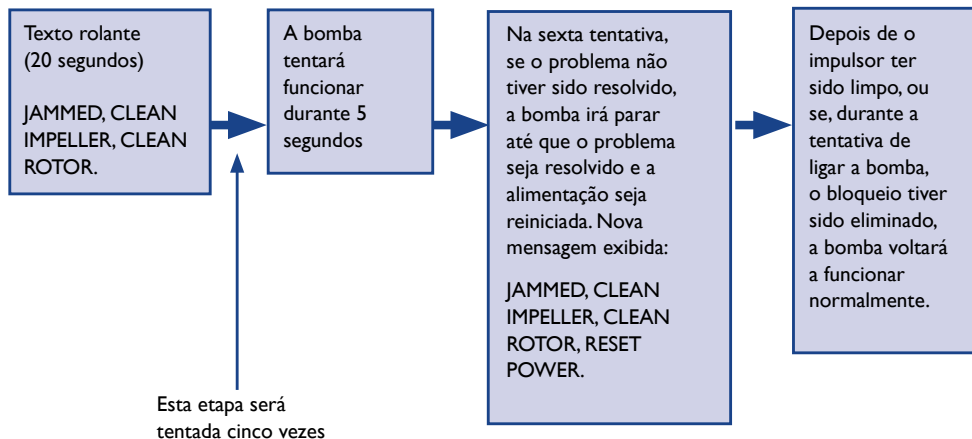 Texto rolante
(20 segundos)
JAMMED, CLEAN
IMPELLER, CLEAN
ROTOR.
A bomba
tentará
funcionar
durante 5
segundos
Na sexta tentativa,
se o problema não
tiver sido resolvido,
a bomba irá parar
até que o problema
seja resolvido e a
alimentação seja
reiniciada. Nova
mensagem exibida:
JAMMED, CLEAN
IMPELLER, CLEAN
ROTOR, RESET
POWER.
Depois de o
impulsor ter
sido limpo, ou
se, durante a
tentativa de
ligar a bomba,
o bloqueio tiver
sido eliminado,
a bomba voltará
a funcionar
normalmente.
Esta etapa será
tentada cinco vezes